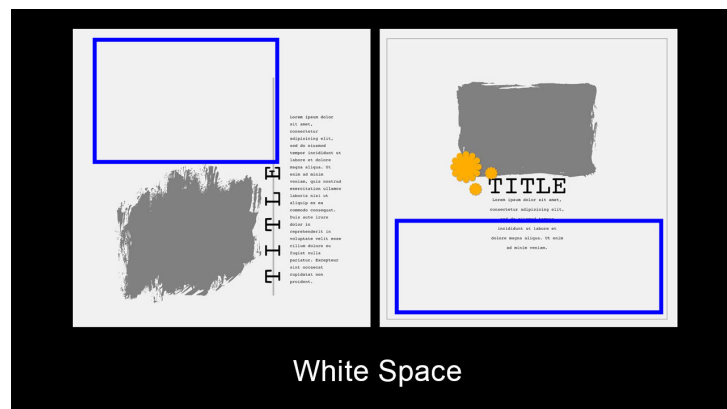 TITLE
Lorem ipsum dolor
sit amet,
consectetur
adipisicing elit,
sed do eiusmod
tempor incididunt ut
labore et dolore
magna aliqua. Ut
enim ad minim
veniam, quis nostrud
exercitation ullamco
laboris nisi ut
aliquip ex ea
commodo consequat.
Duis aute irure
dolor in
reprehenderit in
voluptate velit esse
cillum dolore eu
fugiat nulla
pariatur. Excepteur
sint occaecat
cupidatat non
proident.
TITLE
Lorem ipsum dolor sit amet,
consectetur adipisicing elit,
sed do eiusmod tempor
incididunt ut labore et
dolore magna aliqua. Ut enim
ad minim veniam.
White Space